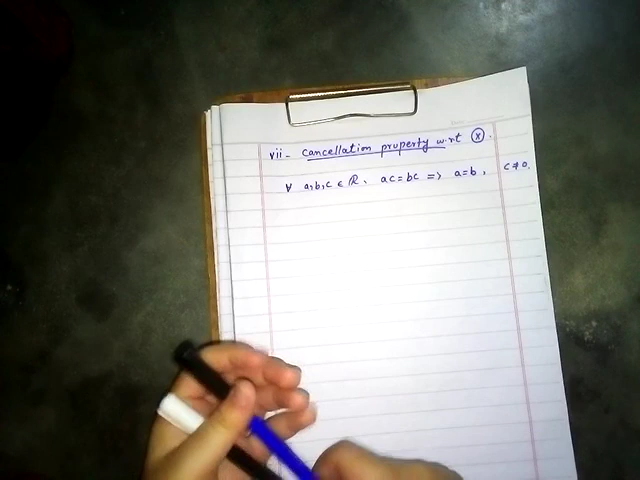 vii - Cancellation property w.r.t ⊗.
∀ a,b,c ∈ R, ac = bc => a=b, c≠0.